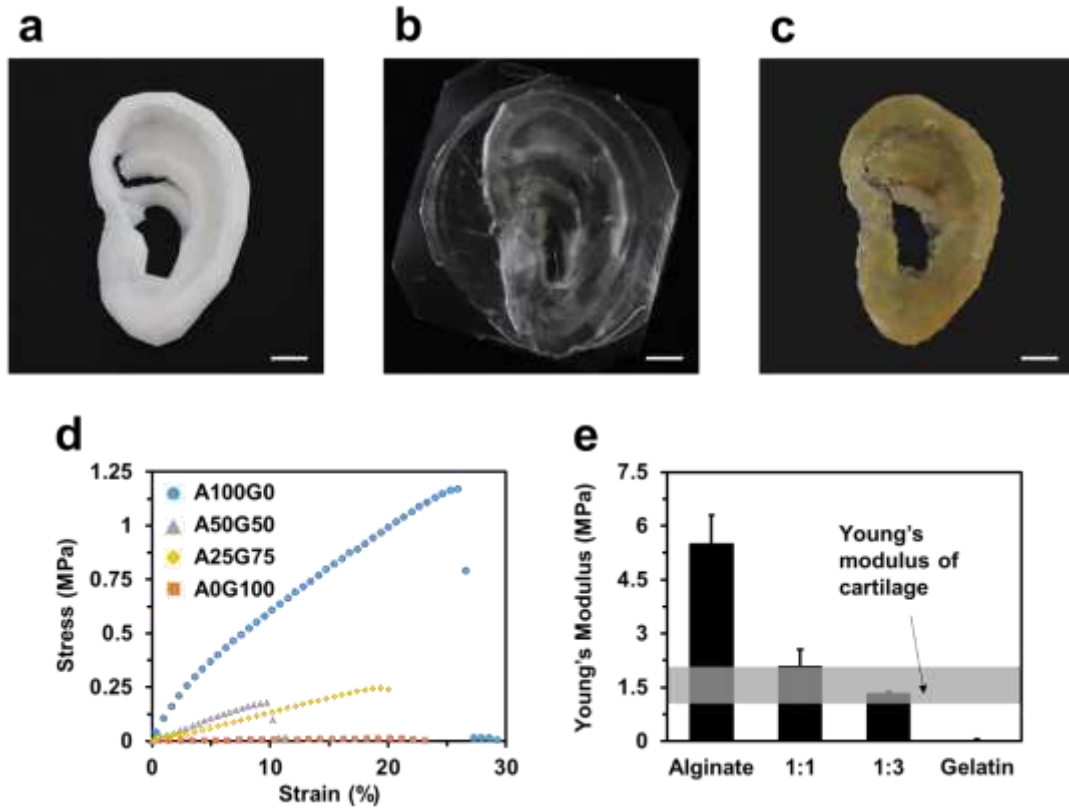 a
b
c
d
Stress (MPa)
1.25
1
0.75
0.5
0.25
0
A100G0
A50G50
A25G75
A0G100
0
10
20
30
Strain (%)
e
Young's Modulus (MPa)
7.5
6
4.5
3
1.5
0
Young's
modulus of
cartilage
Alginate
1:1
1:3
Gelatin